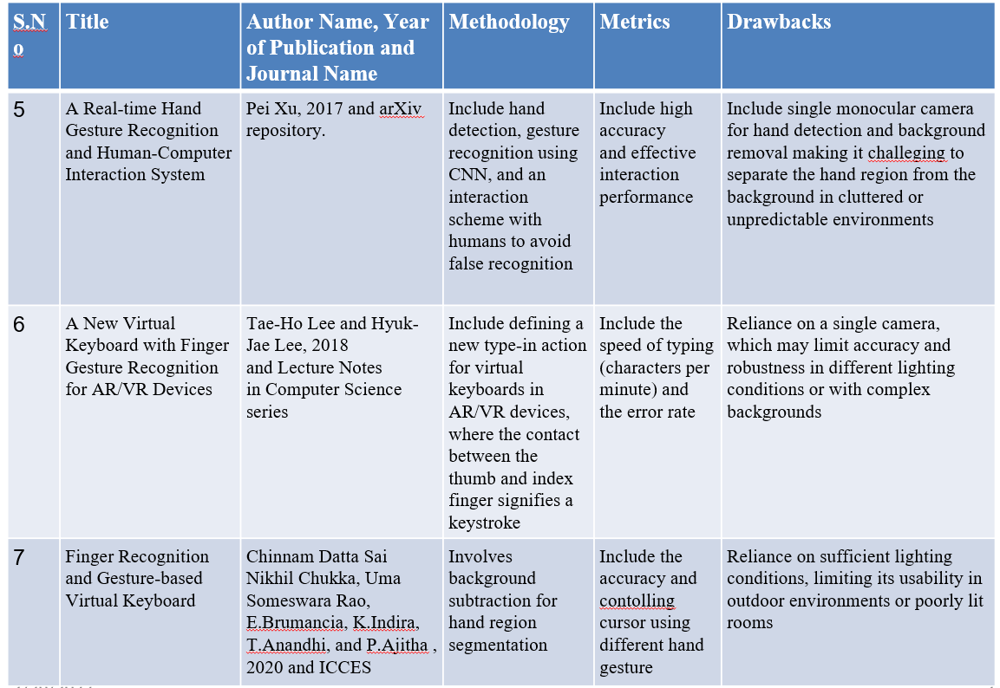 S.N
o
Title
Author Name, Year
of Publication and
Journal Name
Methodology
Metrics
Drawbacks
5
A Real-time Hand
Gesture Recognition
and Human-Computer
Interaction System
Pei Xu, 2017 and arXiv
repository.
Include hand
detection, gesture
recognition using
CNN, and an
interaction
scheme with
humans to avoid
false recognition
Include high
accuracy
and effective
interaction
performance
Include single monocular camera
for hand detection and background
removal making it challeging to
separate the hand region from the
background in cluttered or
unpredictable environments
6
A New Virtual
Keyboard with Finger
Gesture Recognition
for AR/VR Devices
Tae-Ho Lee and Hyuk-
Jae Lee, 2018
and Lecture Notes
in Computer Science
series
Include defining a
new type-in action
for virtual
keyboards in
AR/VR devices,
where the contact
between the
thumb and index
finger signifies a
keystroke
Include the
speed of typing
(characters per
minute) and
the error rate
Reliance on a single camera,
which may limit accuracy and
robustness in different lighting
conditions or with complex
backgrounds
7
Finger Recognition
and Gesture-based
Virtual Keyboard
Chinnam Datta Sai
Nikhil Chukka, Uma
Someswara Rao,
E.Brumancia, K.Indira,
T.Anandhi, and P.Ajitha ,
2020 and ICCES
Involves
background
subtraction for
hand region
segmentation
Include the
accuracy and
contolling
cursor using
different hand
gesture
Reliance on sufficient lighting
conditions, limiting its usability in
outdoor environments or poorly lit
rooms